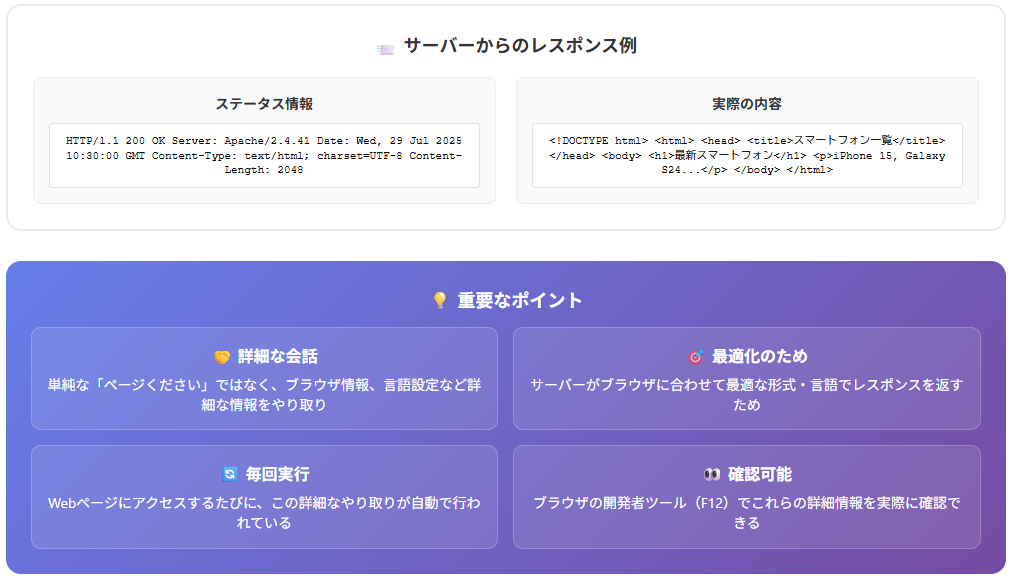 サーバーからのレスポンス例
ステータス情報
HTTP/1.1 200 OK Server: Apache/2.4.41 Date: Wed, 29 Jul 2025
10:30:00 GMT Content-Type: text/html; charset=UTF-8 Content-
Length: 2048
実際の内容
<!DOCTYPE html> <html> <head> <title>スマートフォン一覧</title>
</head> <body> <h1>最新スマートフォン</h1> <p>iPhone 15, Galaxy
S24...</p> </body> </html>
重要なポイント
詳細な会話
単純な「ページください」ではなく、ブラウザ情報、言語設定など詳
細な情報をやり取り
最適化のため
サーバーがブラウザに合わせて最適な形式・言語でレスポンスを返す
ため
毎回実行
Webページにアクセスするたびに、この詳細なやり取りが自動で行わ
れている
確認可能
ブラウザの開発者ツール（F12）でこれらの詳細情報を実際に確認で
きる